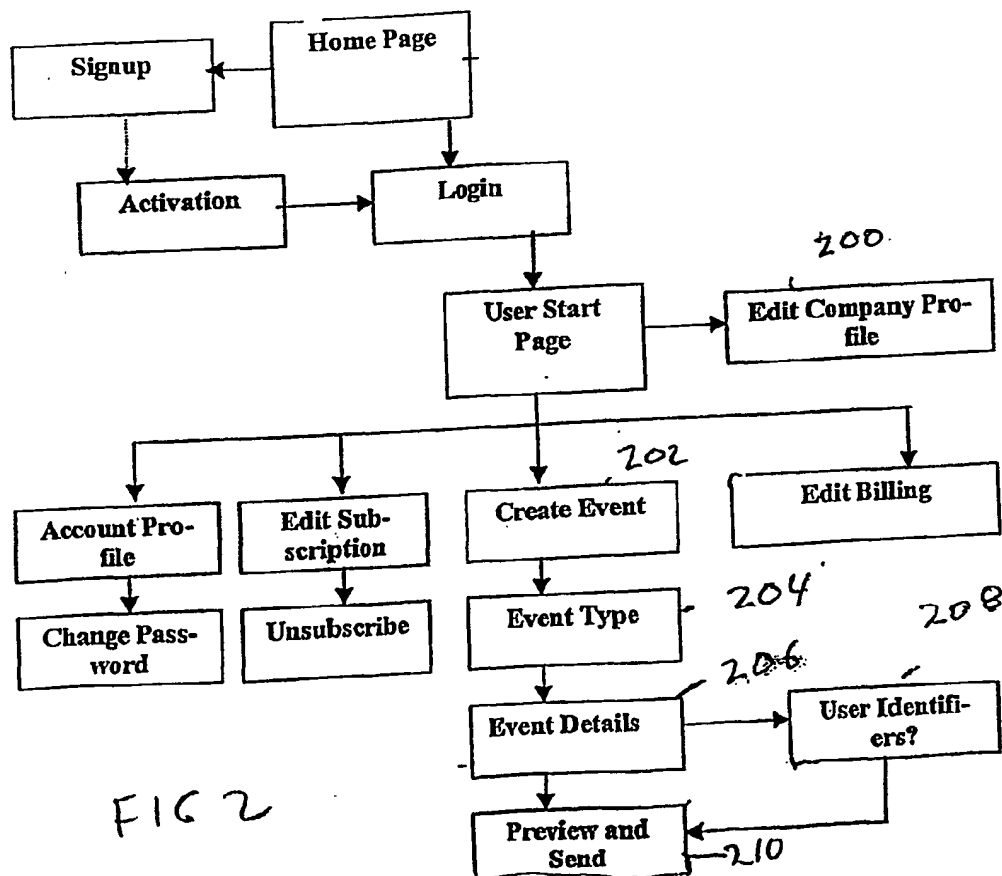 Home Page
Signup
Activation
Login
200
User Start
Page
Edit Company Pro-
file
202
Account Pro-
file
Edit Sub-
scription
Create Event
Edit Billing
Change Pass-
word
Unsubscribe
Event Type
204
208
206
Event Details
User Identifi-
ers?
FIG 2
Preview and
Send
210